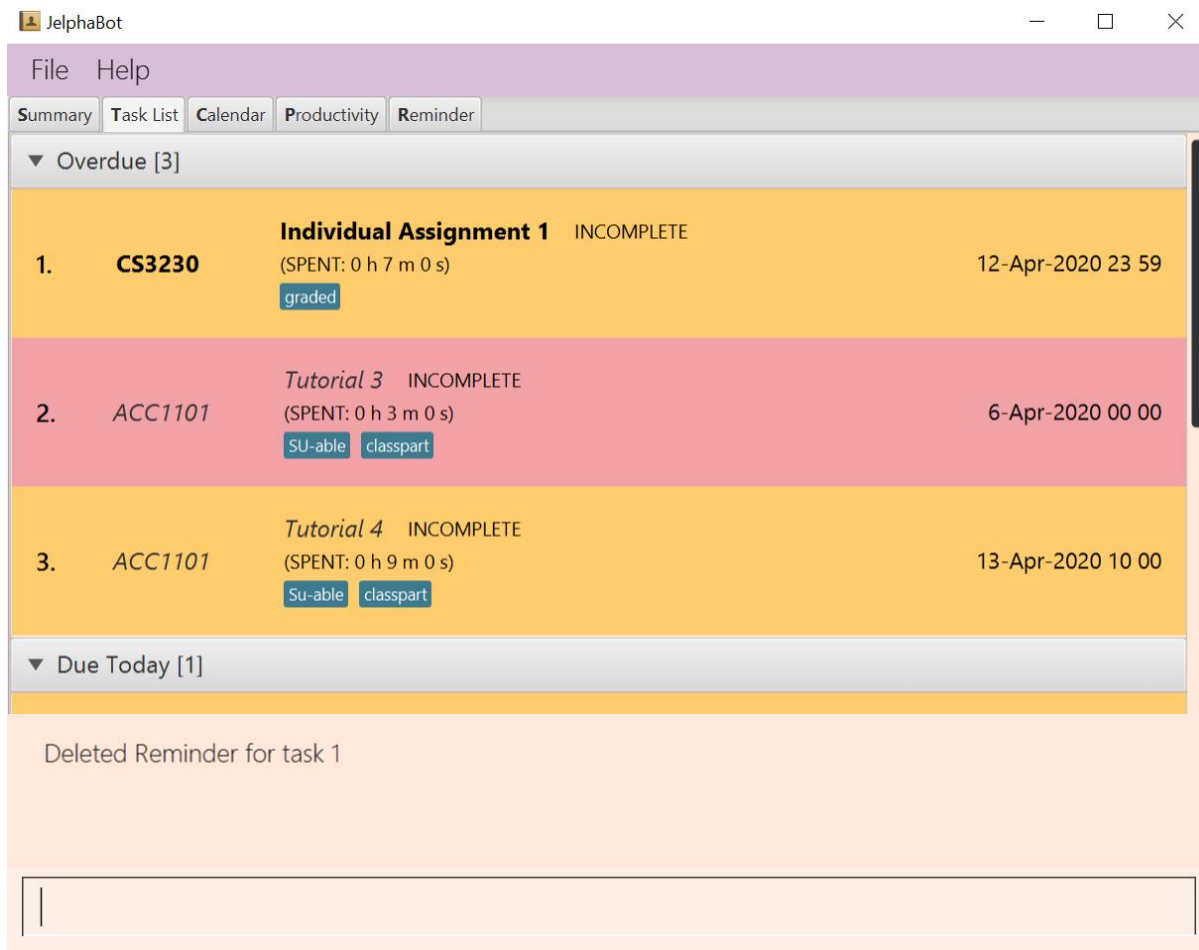 JelphaBot
File Help
Summary Task List Calendar Productivity Reminder
Overdue [3]
1. CS3230 Individual Assignment 1 INCOMPLETE
(SPENT: 0 h 7 m 0 s)
12-Apr-2020 23 59
graded
2. ACC1101 Tutorial 3 INCOMPLETE
(SPENT: 0 h 3 m 0 s)
6-Apr-2020 00 00
SU-able classpart
3. ACC1101 Tutorial 4 INCOMPLETE
(SPENT: 0 h 9 m 0 s)
13-Apr-2020 10 00
Su-able classpart
Due Today [1]
Deleted Reminder for task 1